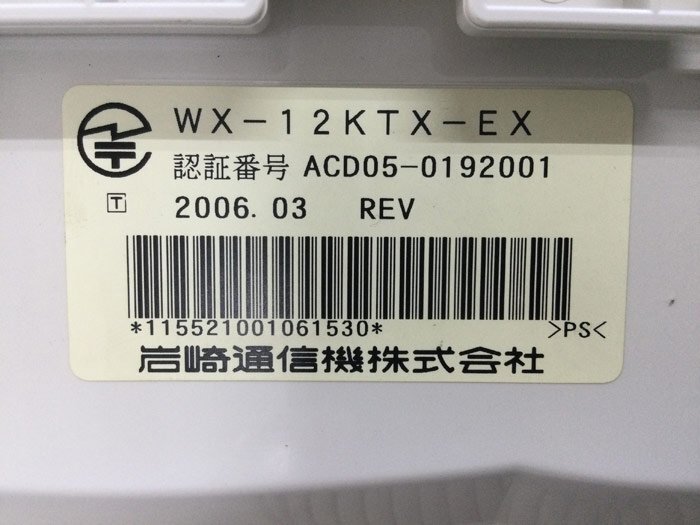 WX-12KTX-EX
認証番号 ACD05-0192001
T 2006.03 REV
*115521001061530* >PS<
岩崎通信機株式会社